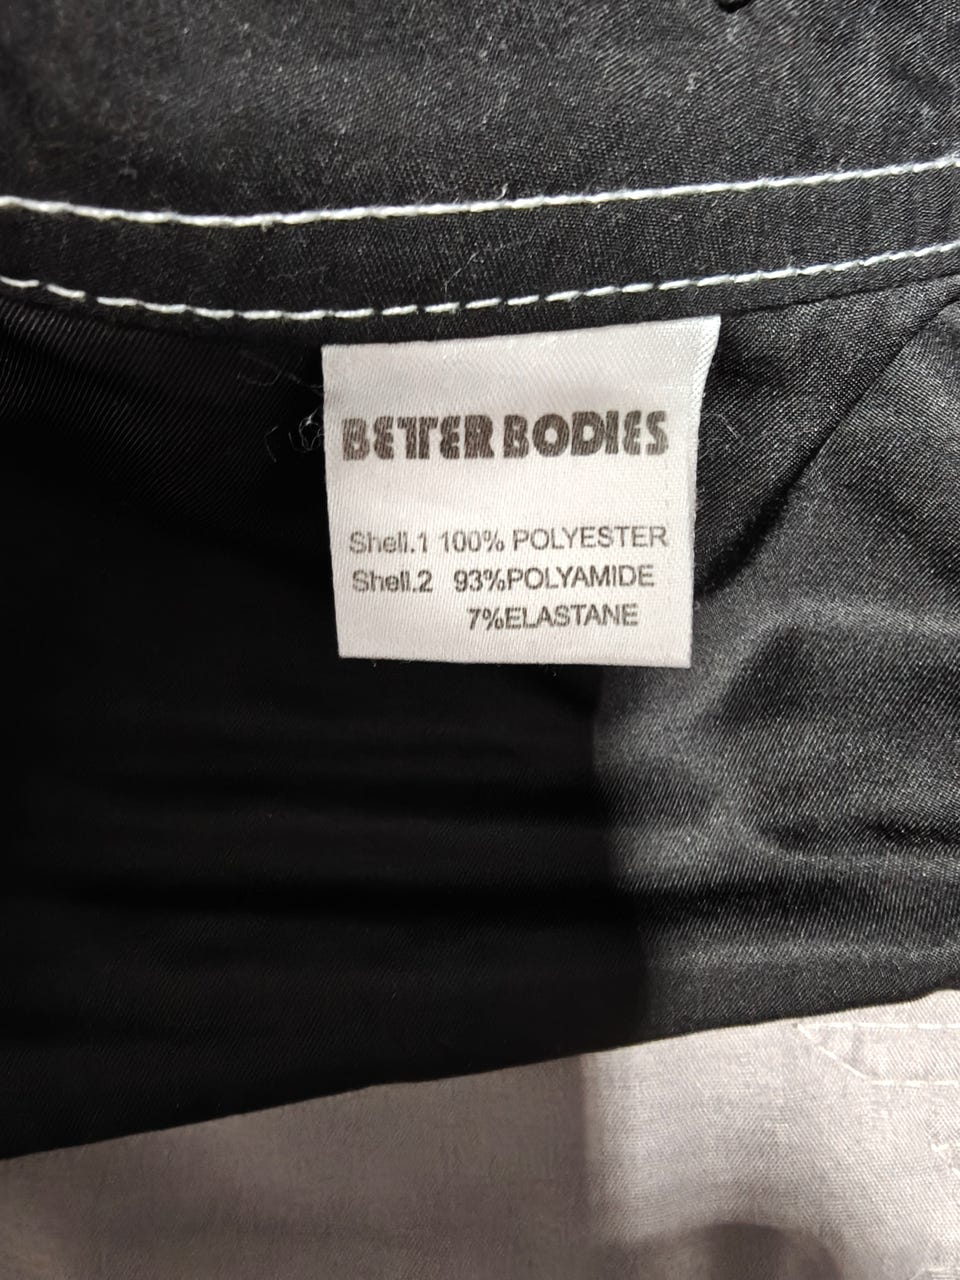 BETTER BODIES
Shell.1 100% POLYESTER
Shell.2 93%POLYAMIDE
7%ELASTANE